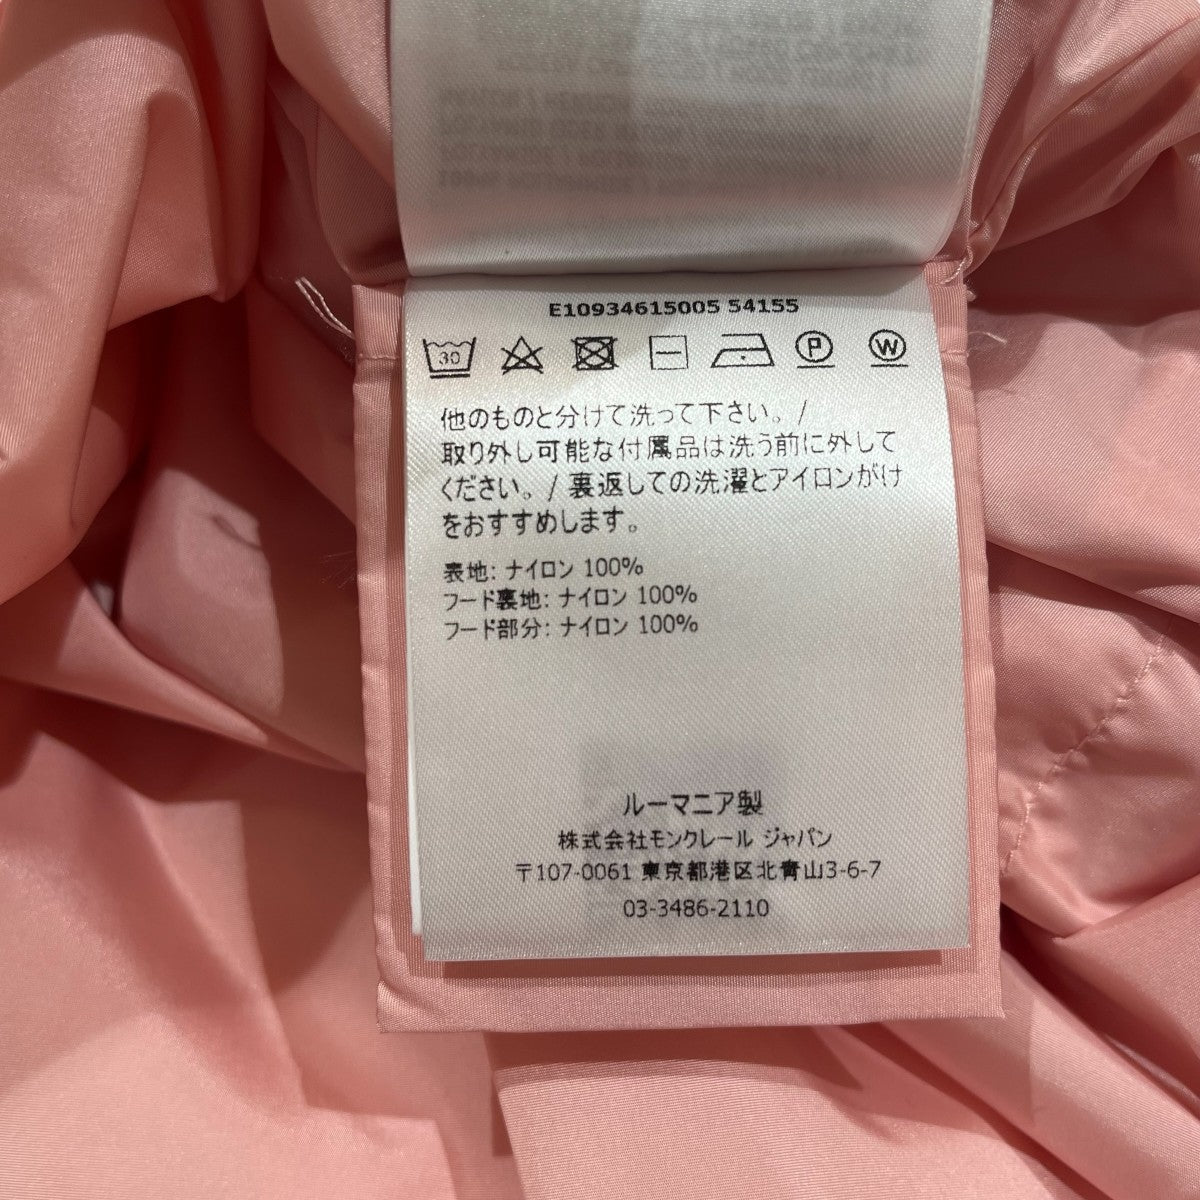 E10934615005 54155
30
P
W
他のものと分けて洗って下さい。/
取り外し可能な付属品は洗う前に外して
ください。/ 裏返しての洗濯とアイロンがけ
をおすすめします。
表地: ナイロン 100%
フード裏地: ナイロン 100%
フード部分: ナイロン 100%
ルーマニア製
株式会社モンクレール ジャパン
〒107-0061 東京都港区北青山3-6-7
03-3486-2110